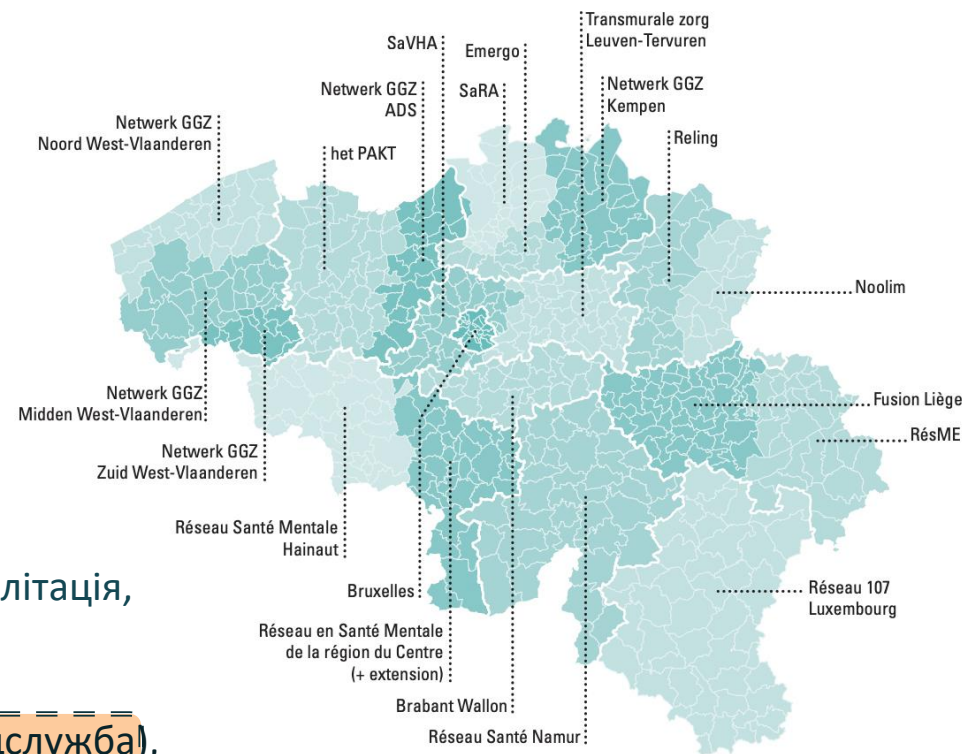 Transmurale zorg
Leuven-Tervuren
SaVHA
Emergo
Netwerk GGZ
ADS
SaRA
Netwerk GGZ
Kempen
Netwerk GGZ
Noord West-Vlaanderen
het PAKT
Reling
Noolim
Netwerk GGZ
Midden West-Vlaanderen
Fusion Liège
RésME
Netwerk GGZ
Zuid West-Vlaanderen
Réseau Santé Mentale
Hainaut
літація,
Bruxelles
Réseau 107
Luxembourg
Réseau en Santé Mentale
de la région du Centre
(+ extension)
Brabant Wallon
Réseau Santé Namur